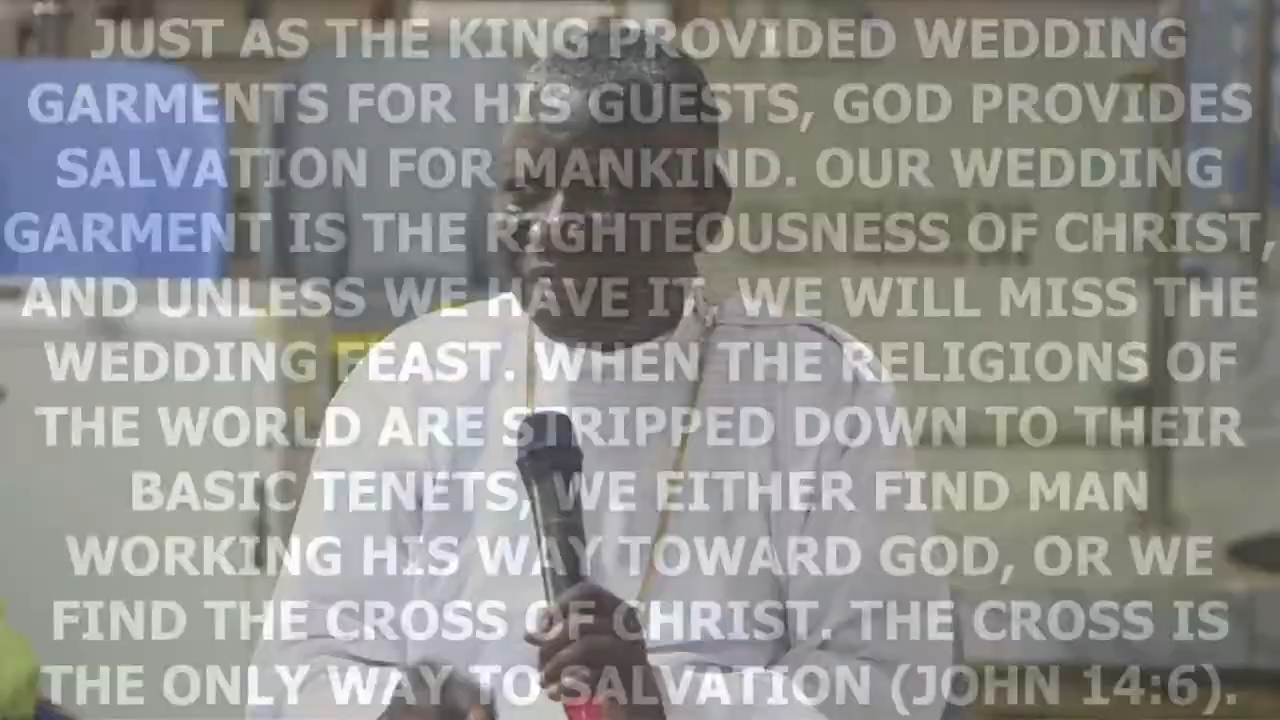 JUST AS THE KING PROVIDED WEDDING
GARMENTS FOR HIS GUESTS, GOD PROVIDES
SALVATION FOR MANKIND. OUR WEDDING
GARMENT IS THE RIGHTEOUSNESS OF CHRIST,
AND UNLESS WE HAVE IT, WE WILL MISS THE
WEDDING FEAST. WHEN THE RELIGIONS OF
THE WORLD ARE STRIPPED DOWN TO THEIR
BASIC TENETS, WE EITHER FIND MAN
WORKING HIS WAY TOWARD GOD, OR WE
FIND THE CROSS OF CHRIST. THE CROSS IS
THE ONLY WAY TO SALVATION (JOHN 14:6).